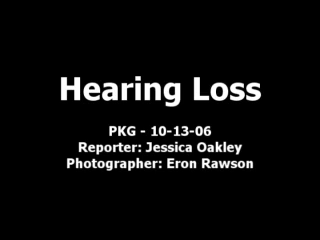 Hearing Loss
PKG - 10-13-06
Reporter: Jessica Oakley
Photographer: Eron Rawson